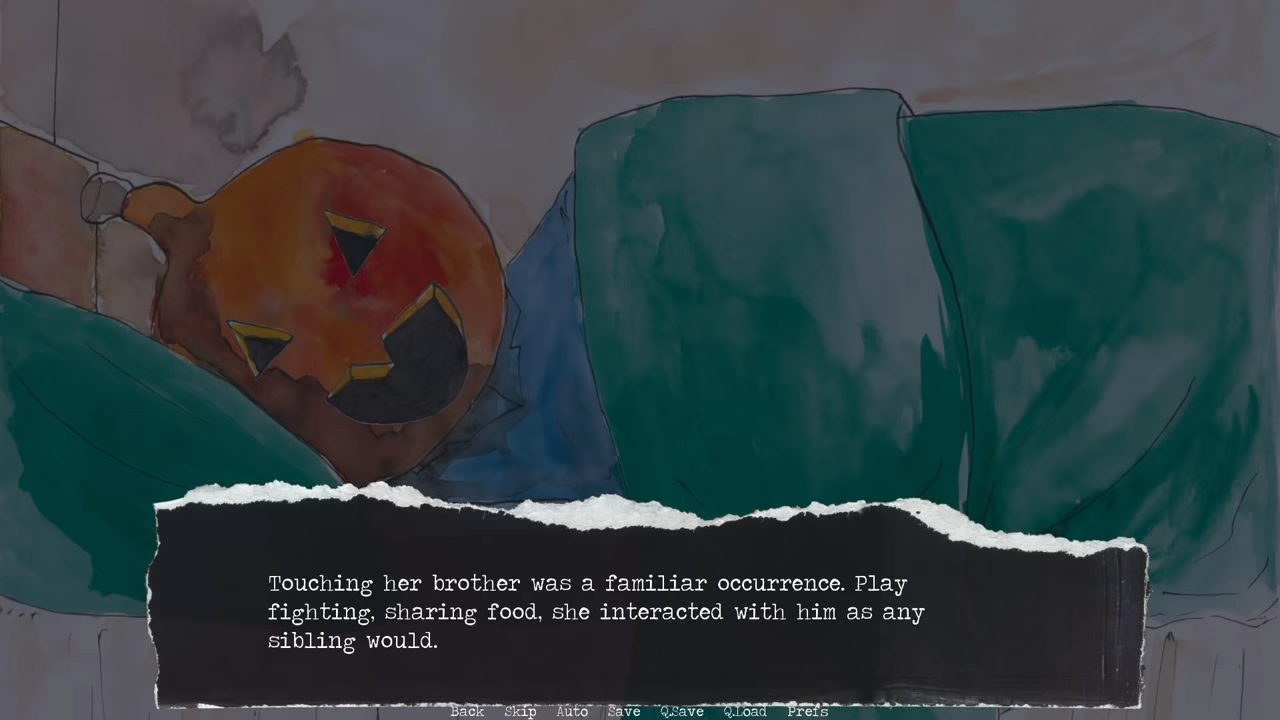 Touching her brother was a familiar occurrence. Play
fighting, sharing food, she interacted with him as any
sibling would.
Back Skip Auto Save Q.Save Q.Load Prefs